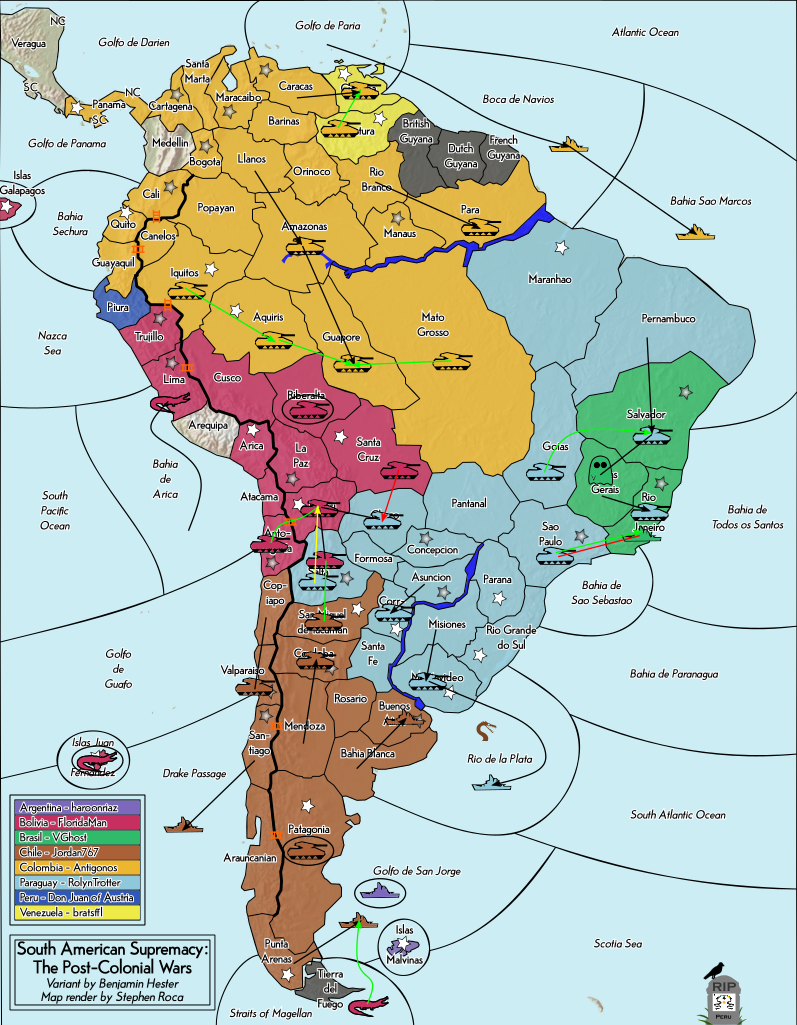 NC
Veragua
SC
Panama
NC
SC
Golfo de Darien
Golfo de Paria
Atlantic Ocean
Golfo de Panama
Boca de Navios
Bahia Sao Marcos
Santa
Marta
Cartagena
Maracaibo
Caracas
Barinas
Medellin
Bogota
Llanos
Orinoco
British
Guyana
Dutch
Guyana
French
Guyana
Rio
Branco
Islas
Galapagos
Bahia
Sechura
Cali
Quito
Popayan
Canelos
Guayaquil
Amazonas
Manaus
Para
Iquitos
Maranhao
Piura
Aquiris
Mato
Grosso
Pernambuco
Nazca
Sea
Trujillo
Guapore
Lima
Cusco
Riberalta
Salvador
Arequipa
Arica
La
Paz
Santa
Cruz
Goias
Gerais
Rio
Janeiro
Bahia
de
Arica
South
Pacific
Ocean
Atacama
Pantanal
Sao
Paulo
Bahia de
Todos os Santos
Concepcion
Formosa
Asuncion
Parana
Cop-
iapo
Bahia de
Sao Sebastao
Misiones
Rio Grande
do Sul
Santa
Fe
Golfo
de
Guafo
Valparaiso
Rosario
Buenos
Bahia de Paranagua
San-
tiago
Mendoza
Bahia Blanca
Islas Juan
Fernandez
Drake Passage
Rio de la Plata
South Atlantic Ocean
Patagonia
Araucanian
Golfo de San Jorge
Islas
Malvinas
Punta
Arenas
Tierra
del
Fuego
Scotia Sea
Straits of Magellan
Argentina - haroonriaz
Bolivia - FloridaMan
Brasil - VGhost
Chile - Jordan767
Colombia - Antigonos
Paraguay - RolynTrotter
Peru - Don Juan of Austria
Venezuela - bratsffl
South American Supremacy:
The Post-Colonial Wars
Variant by Benjamin Hester
Map render by Stephen Roca
RIP
PERU